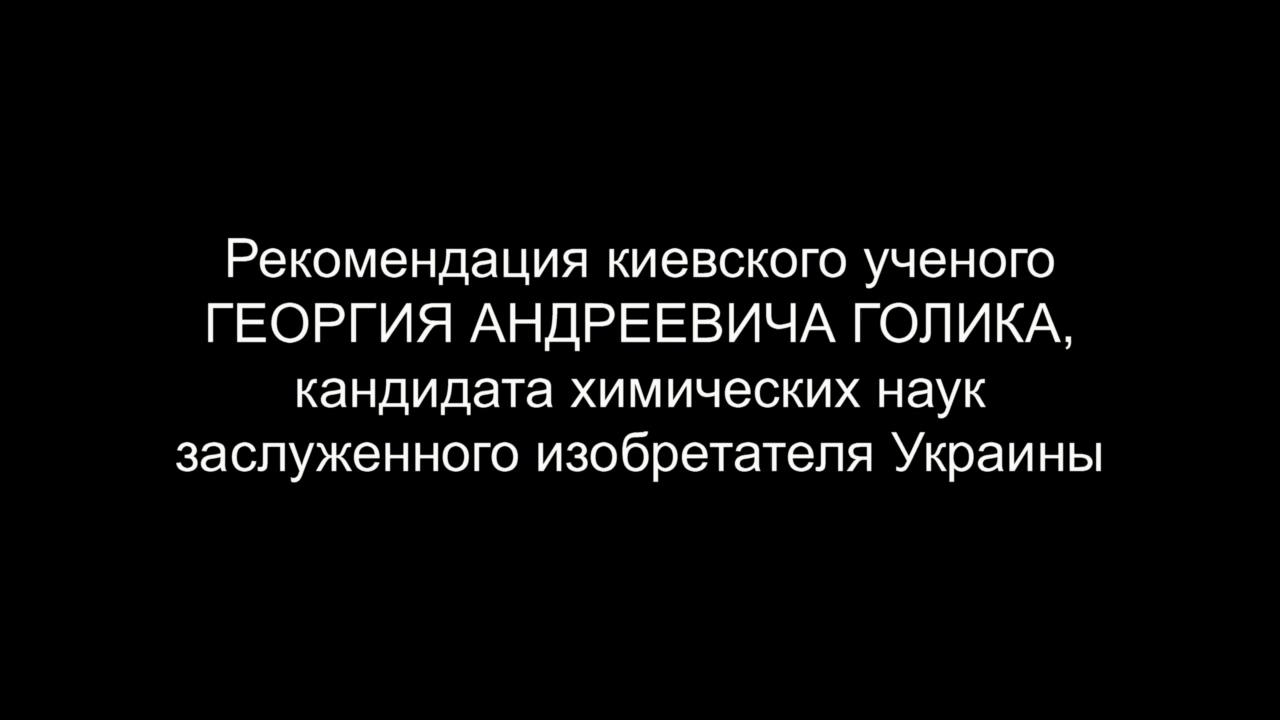 Рекомендация киевского ученого
ГЕОРГИЯ АНДРЕЕВИЧА ГОЛИКА,
кандидата химических наук
заслуженного изобретателя Украины